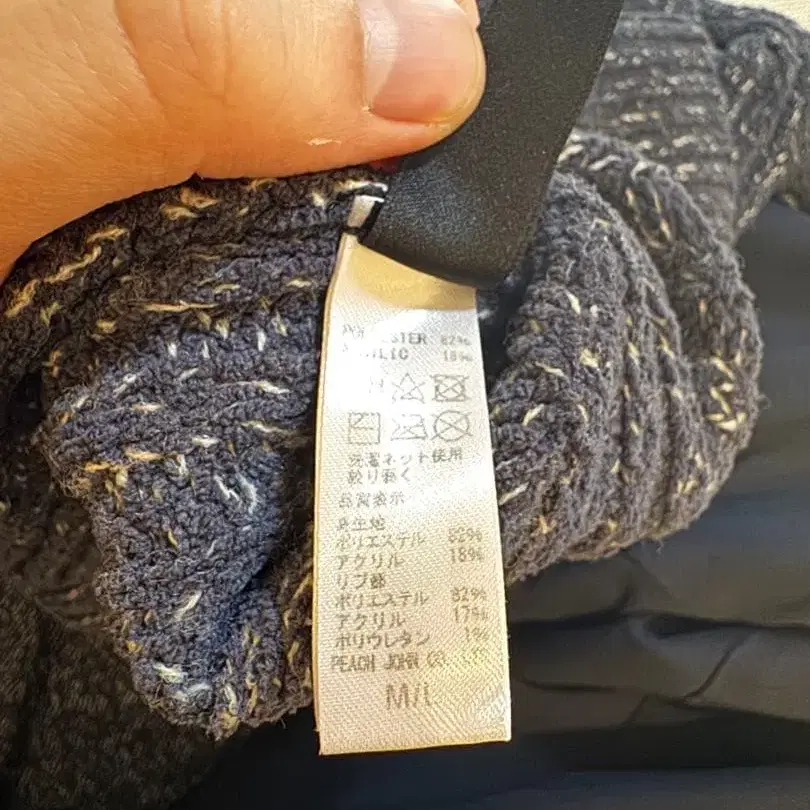 POLYESTER 82%
ACRYLIC 18%
洗濯ネット使用
絞り弱く
品質表示
身生地
ポリエステル 82%
アクリル 18%
リブ部
ポリエステル 82%
アクリル 17%
ポリウレタン 1%
PEACH JOHN CO.,LTD
M/L